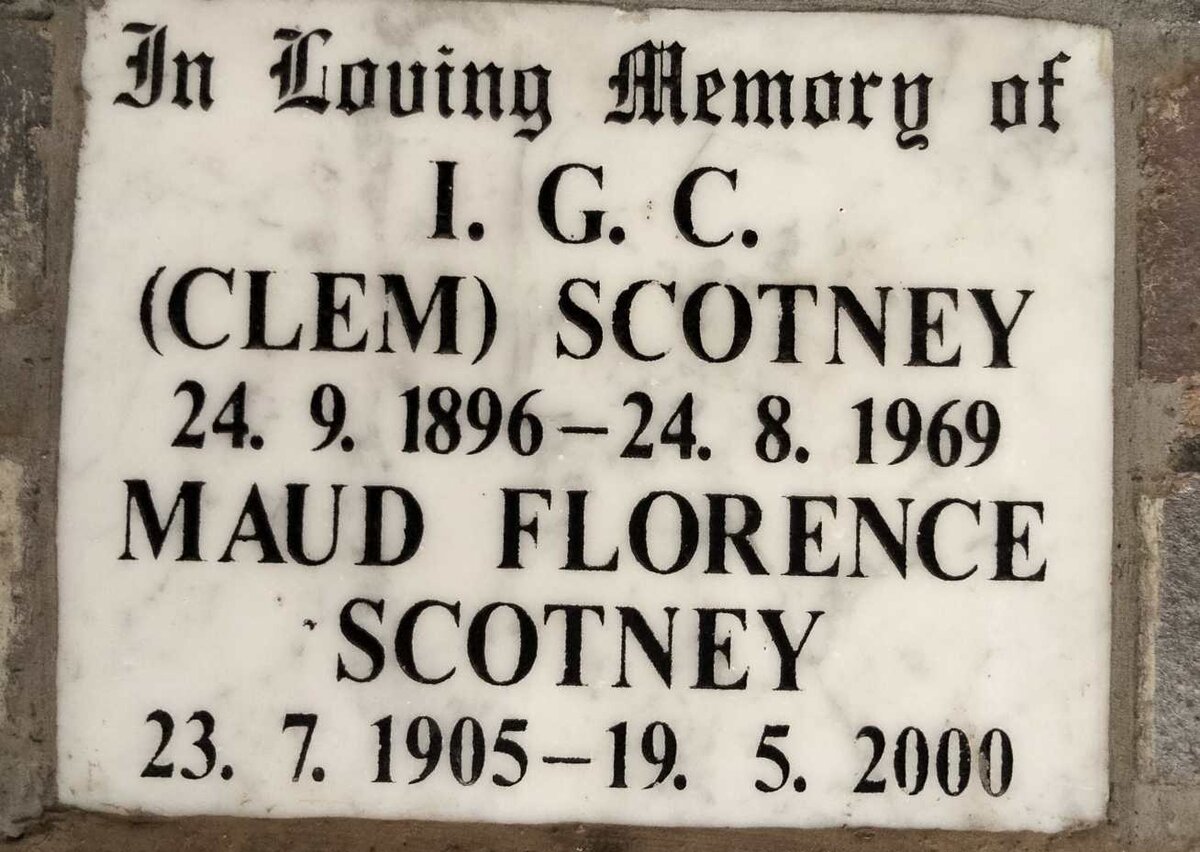 In Loving Memory of
I. G. C.
(CLEM) SCOTNEY
24. 9. 1896–24. 8. 1969
MAUD FLORENCE
SCOTNEY
23. 7. 1905–19. 5. 2000